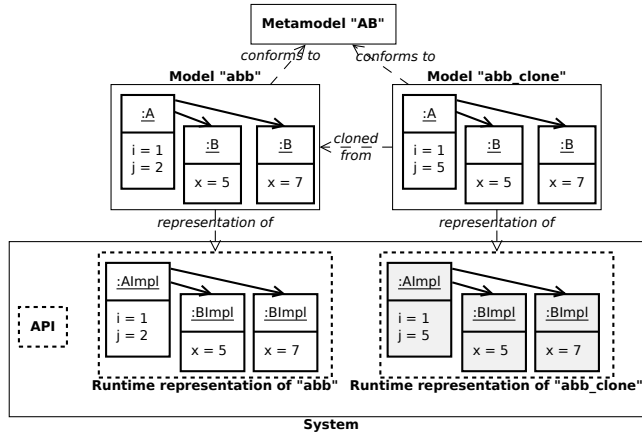 Metamodel "AB"
conforms to
conforms to
Model "abb"
Model "abb_clone"
:A
i = 1
j = 2
:B
x = 5
:B
x = 7
cloned
from
:A
i = 1
j = 5
:B
x = 5
:B
x = 7
representation of
representation of
API
:AImpl
i = 1
j = 2
:BImpl
x = 5
:BImpl
x = 7
:AImpl
i = 1
j = 5
:BImpl
x = 5
:BImpl
x = 7
Runtime representation of "abb"
Runtime representation of "abb_clone"
System